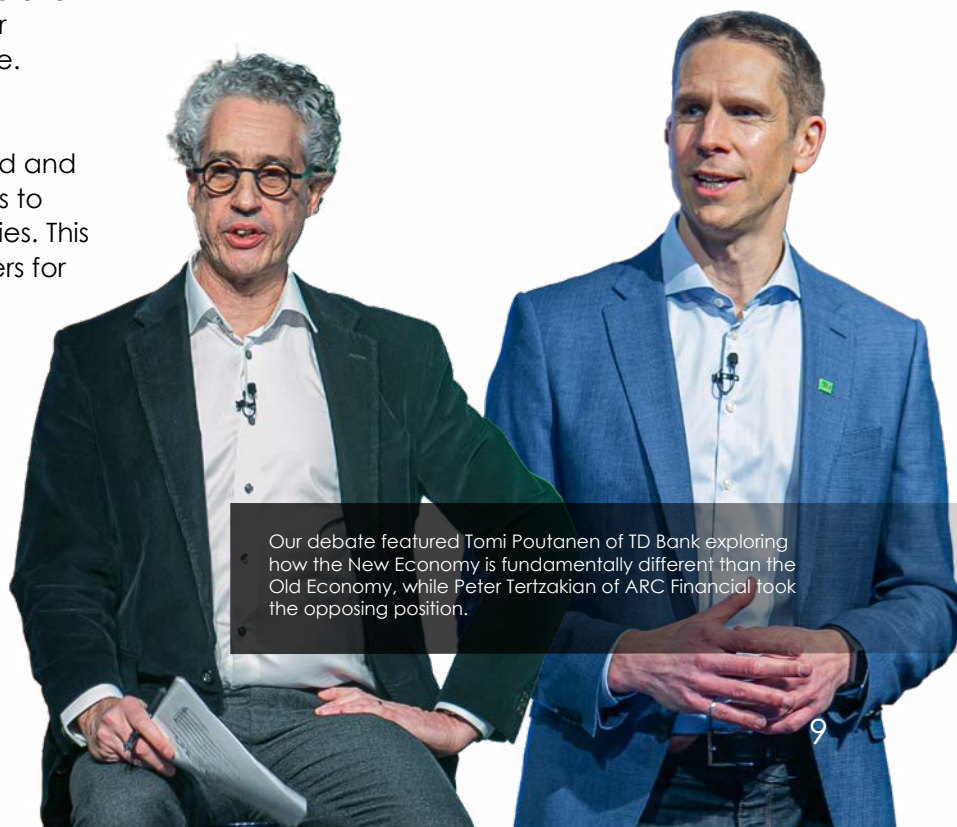 r
e.
d and
s to
ies. This
ers for
Our debate featured Tomi Poutanen of TD Bank exploring
how the New Economy is fundamentally different than the
Old Economy, while Peter Tertzakian of ARC Financial took
the opposing position.
9